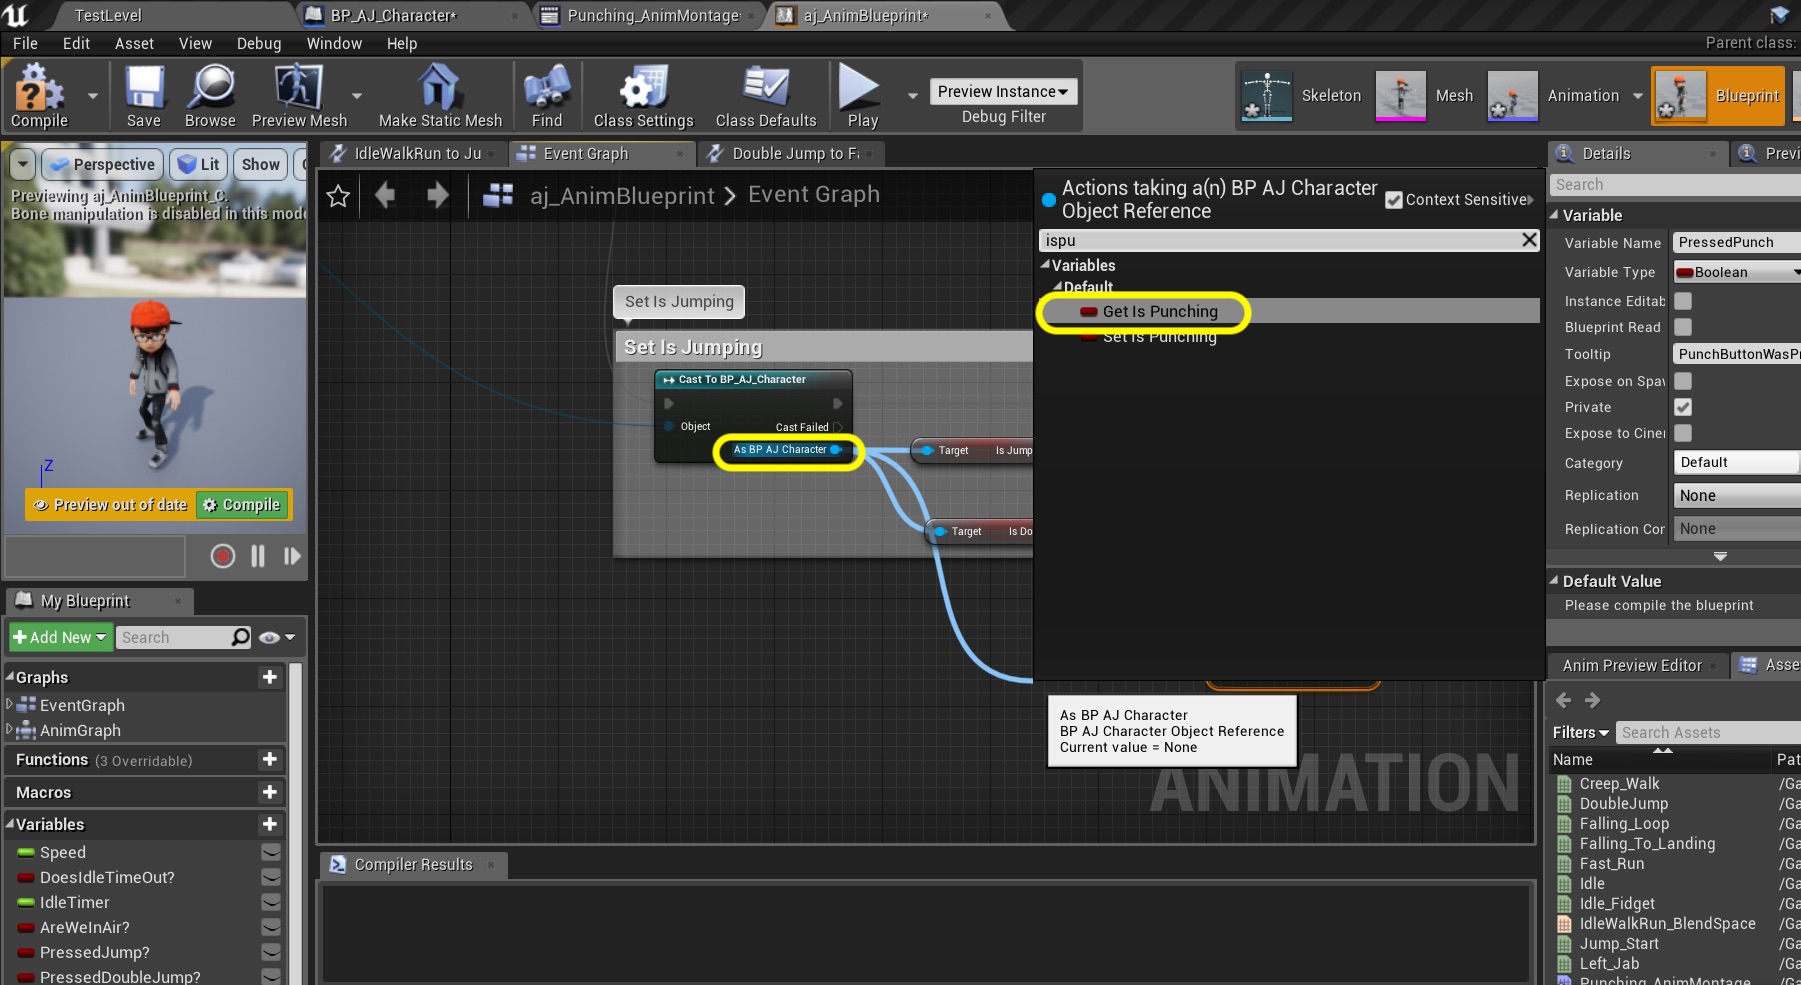 TestLevel
BP_AJ_Character*
Punching_AnimMontage
aj_AnimBlueprint*
File Edit Asset View Debug Window Help
Parent class:
Compile
Save
Browse
Preview Mesh
Make Static Mesh
Find
Class Settings
Class Defaults
Play
Preview Instance
Debug Filter
Skeleton
Mesh
Animation
Blueprint
Perspective
Lit
Show
Previewing aj_AnimBlueprint_C.
Bone manipulation is disabled in this mode
Z
Preview out of date
Compile
My Blueprint
Add New
Search
Graphs
EventGraph
AnimGraph
Functions (3 Overridable)
Macros
Variables
Speed
DoesIdleTimeOut?
IdleTimer
AreWeInAir?
PressedJump?
PressedDoubleJump?
IdleWalkRun to Ju
Event Graph
Double Jump to Fa
aj_AnimBlueprint > Event Graph
Set Is Jumping
Set Is Jumping
Cast To BP_AJ_Character
Object
Cast Failed
As BP AJ Character
Target Is Jump
Target Is Do
Actions taking a(n) BP AJ Character
Object Reference
Context Sensitive
ispu
Variables
Default
Get Is Punching
Set Is Punching
As BP AJ Character
BP AJ Character Object Reference
Current value = None
ANIMATION
Compiler Results
Details
Previ
Search
Variable
Variable Name PressedPunch
Variable Type Boolean
Instance Editab
Blueprint Read
Tooltip PunchButtonWasPr
Expose on Spaw
Private
Expose to Ciner
Category Default
Replication None
Replication Con None
Default Value
Please compile the blueprint
Anim Preview Editor
Asse
Filters
Search Assets
Name Pat
Creep_Walk /Ga
DoubleJump /Ga
Falling_Loop /Ga
Falling_To_Landing /Ga
Fast_Run /Ga
Idle /Ga
Idle_Fidget /Ga
IdleWalkRun_BlendSpace /Ga
Jump_Start /Ga
Left_Jab /Ga
Punching_AnimMontage /Ga